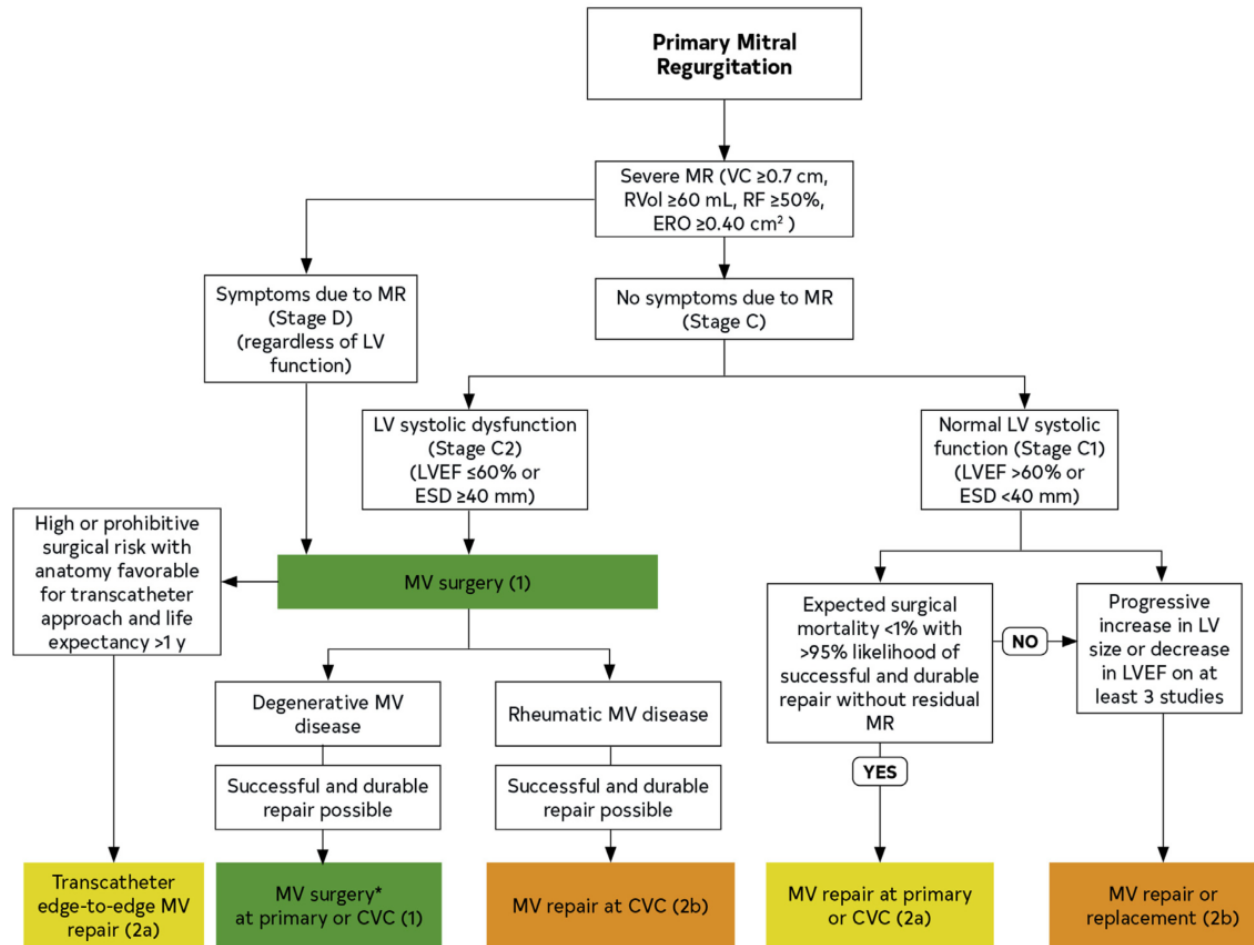 Primary Mitral
Regurgitation
Severe MR (VC ≥0.7 cm,
RVol ≥60 mL, RF ≥50%,
ERO ≥0.40 cm² )
Symptoms due to MR
(Stage D)
(regardless of LV
function)
No symptoms due to MR
(Stage C)
LV systolic dysfunction
(Stage C2)
(LVEF ≤60% or
ESD ≥40 mm)
Normal LV systolic
function (Stage C1)
(LVEF >60% or
ESD <40 mm)
High or prohibitive
surgical risk with
anatomy favorable
for transcatheter
approach and life
expectancy >1 y
MV surgery (1)
Expected surgical
mortality <1% with
>95% likelihood of
successful and durable
repair without residual
MR
NO
Progressive
increase in LV
size or decrease
in LVEF on at
least 3 studies
Degenerative MV
disease
Rheumatic MV disease
YES
Successful and durable
repair possible
Successful and durable
repair possible
Transcatheter
edge-to-edge MV
repair (2a)
MV surgery*
at primary or CVC (1)
MV repair at CVC (2b)
MV repair at primary
or CVC (2a)
MV repair or
replacement (2b)